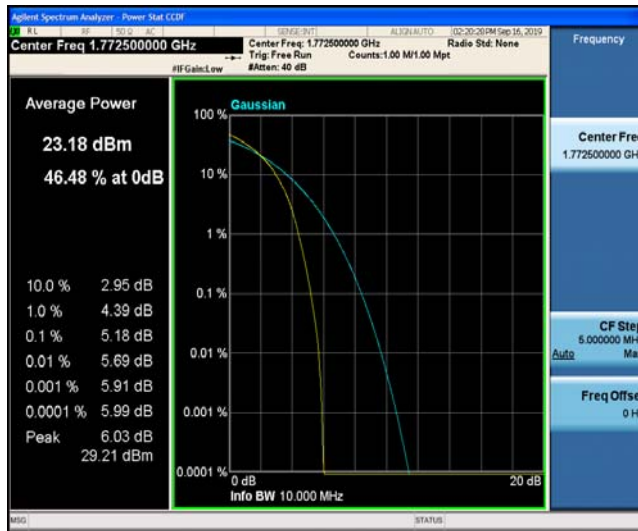 Agilent Spectrum Analyzer - Power Stat CCDF
RL RF 50 Ω AC SENSE:INT ALIGN AUTO 02:20:28 PM Sep 16, 2019
Center Freq 1.772500000 GHz
Center Freq: 1.772500000 GHz Radio Std: None
Trig: Free Run Counts:1.00 M/1.00 Mpt
#IFGain:Low #Atten: 40 dB
Frequency
Average Power
23.18 dBm
46.48 % at 0dB
10.0 % 2.95 dB
1.0 % 4.39 dB
0.1 % 5.18 dB
0.01 % 5.69 dB
0.001 % 5.91 dB
0.0001 % 5.99 dB
Peak 6.03 dB
29.21 dBm
Gaussian
100 %
10 %
1 %
0.1 %
0.01 %
0.001 %
0.0001 %
0 dB 20 dB
Info BW 10.000 MHz
Center Fre
1.772500000 GH
CF Ste
5.000000 MH
Auto Ma
Freq Offse
0 H
MSG STATUS